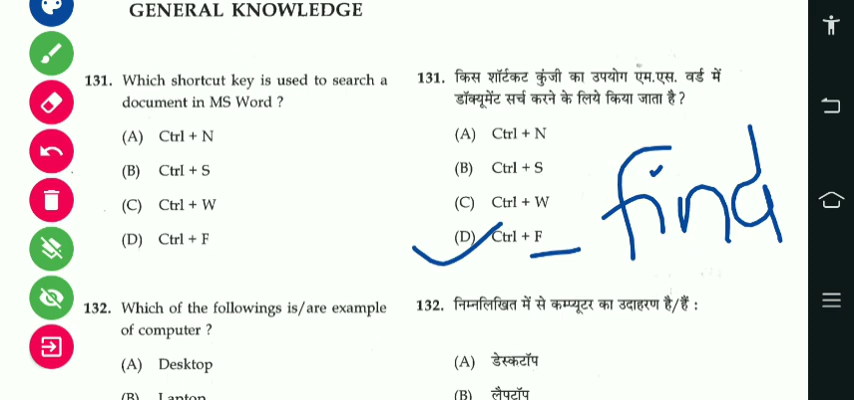 GENERAL KNOWLEDGE
131. Which shortcut key is used to search a
document in MS Word ?
(A) Ctrl + N
(B) Ctrl + S
(C) Ctrl + W
(D) Ctrl + F
132. Which of the followings is/are example
of computer ?
(A) Desktop
(B) Laptop
131. किस शॉर्टकट कुंजी का उपयोग एम.एस. वर्ड में
डॉक्यूमेंट सर्च करने के लिये किया जाता है ?
(A) Ctrl + N
(B) Ctrl + S
(C) Ctrl + W
(D) Ctrl + F - find
132. निम्नलिखित में से कम्प्यूटर का उदाहरण है/हैं :
(A) डेस्कटॉप
(B) लैपटॉप